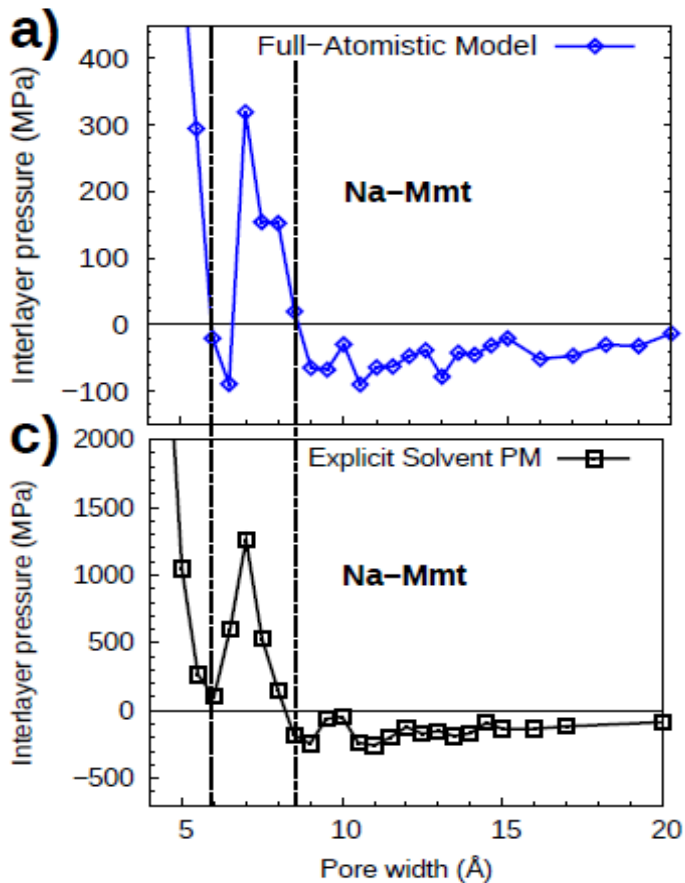 a)
Full−Atomistic Model
400
300
200
100
0
−100
Interlayer pressure (MPa)
Na−Mmt
c)
Explicit Solvent PM
2000
1500
1000
500
0
−500
Interlayer pressure (MPa)
Na−Mmt
5 10 15 20
Pore width (Å)